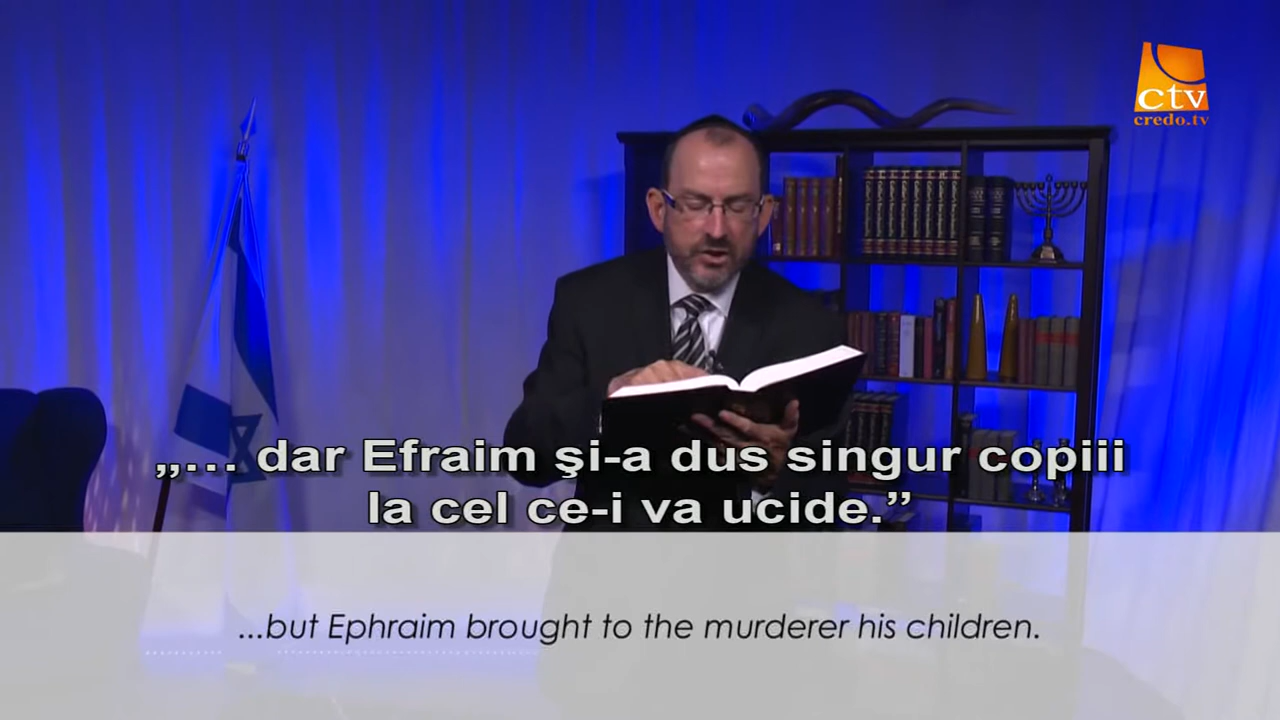 ctv
credo.tv
„... dar Efraim şi-a dus singur copiii
la cel ce-i va ucide.”
...but Ephraim brought to the murderer his children.